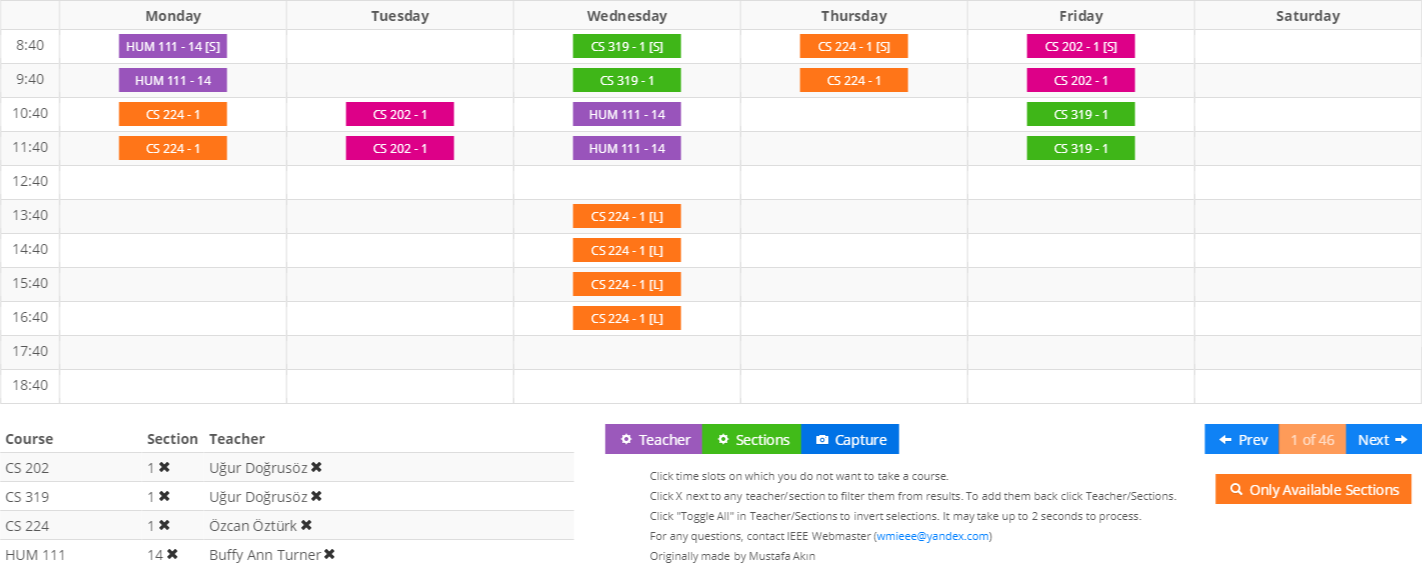 Monday Tuesday Wednesday Thursday Friday Saturday
8:40 HUM 111 - 14 [S] CS 319 - 1 [S] CS 224 - 1 [S] CS 202 - 1 [S]
9:40 HUM 111 - 14 CS 319 - 1 CS 224 - 1 CS 202 - 1
10:40 CS 224 - 1 CS 202 - 1 HUM 111 - 14 CS 319 - 1
11:40 CS 224 - 1 CS 202 - 1 HUM 111 - 14 CS 319 - 1
12:40
13:40 CS 224 - 1 [L]
14:40 CS 224 - 1 [L]
15:40 CS 224 - 1 [L]
16:40 CS 224 - 1 [L]
17:40
18:40
Course Section Teacher
CS 202 1 ✖ Uğur Doğrusöz ✖
CS 319 1 ✖ Uğur Doğrusöz ✖
CS 224 1 ✖ Özcan Öztürk ✖
HUM 111 14 ✖ Buffy Ann Turner ✖
Teacher Sections Capture
Click time slots on which you do not want to take a course.
Click X next to any teacher/section to filter them from results. To add them back click Teacher/Sections.
Click "Toggle All" in Teacher/Sections to invert selections. It may take up to 2 seconds to process.
For any questions, contact IEEE Webmaster (wmieee@yandex.com)
Originally made by Mustafa Akın
Prev 1 of 46 Next
Only Available Sections